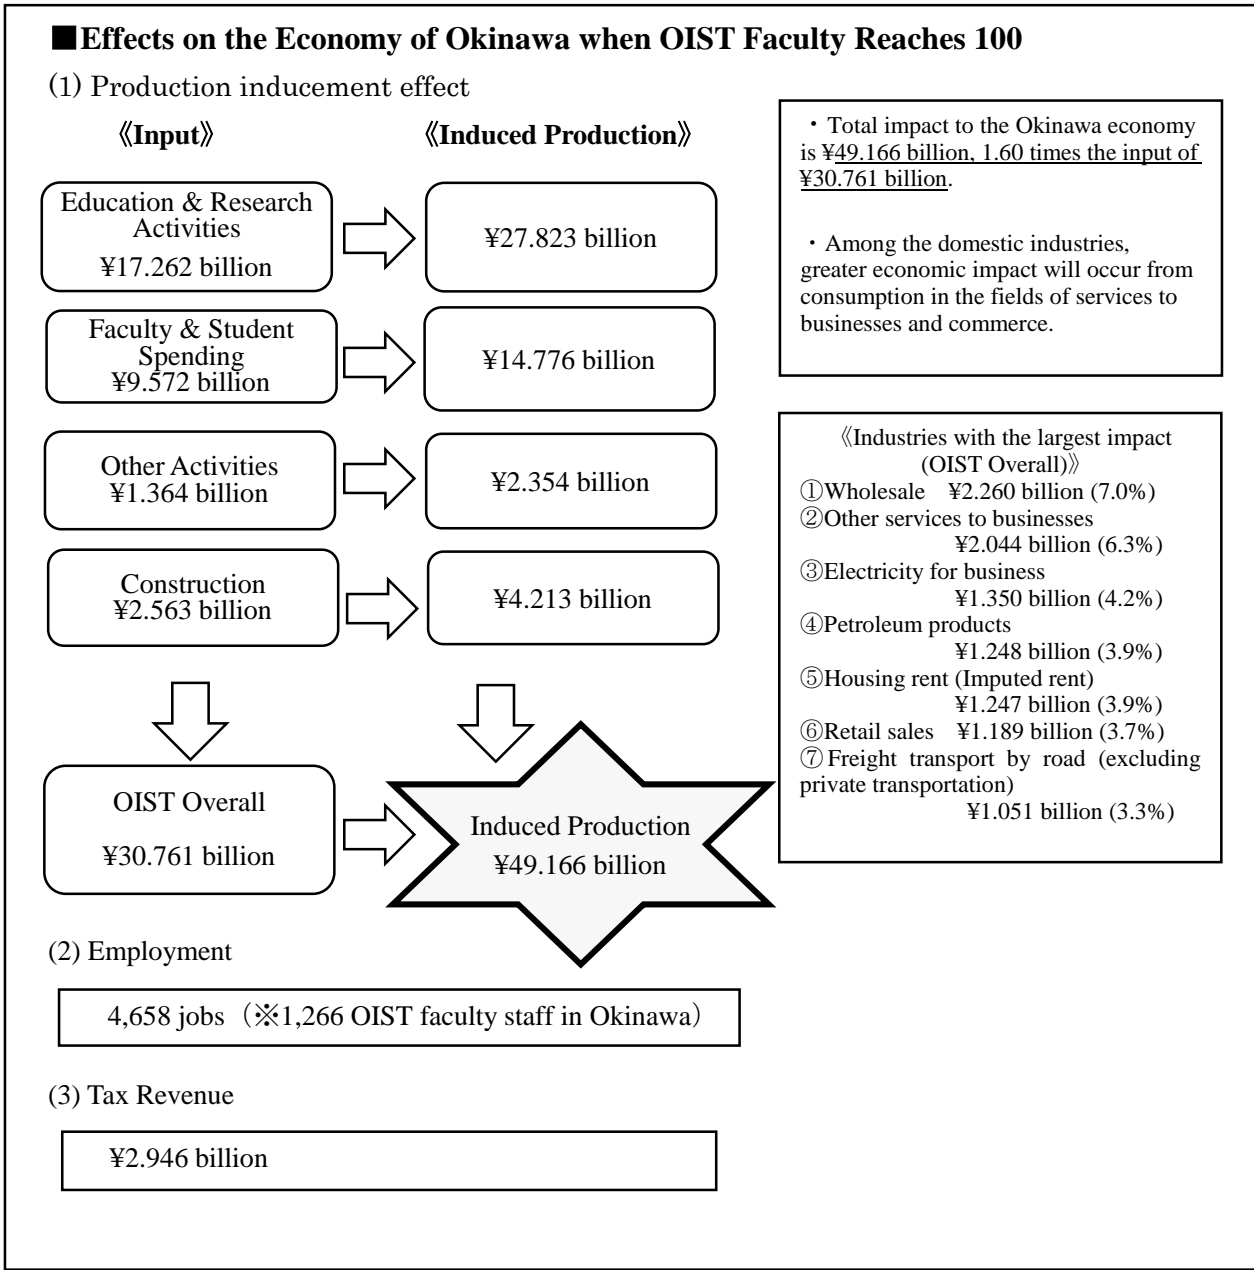 ■Effects on the Economy of Okinawa when OIST Faculty Reaches 100
(1) Production inducement effect
《Input》
《Induced Production》
Education & Research
Activities
¥17.262 billion
¥27.823 billion
Faculty & Student
Spending
¥9.572 billion
¥14.776 billion
Other Activities
¥1.364 billion
¥2.354 billion
Construction
¥2.563 billion
¥4.213 billion
OIST Overall
¥30.761 billion
Induced Production
¥49.166 billion
・Total impact to the Okinawa economy
is ¥49.166 billion, 1.60 times the input of
¥30.761 billion.
・Among the domestic industries,
greater economic impact will occur from
consumption in the fields of services to
businesses and commerce.
《Industries with the largest impact
(OIST Overall)》
①Wholesale ¥2.260 billion (7.0%)
②Other services to businesses
¥2.044 billion (6.3%)
③Electricity for business
¥1.350 billion (4.2%)
④Petroleum products
¥1.248 billion (3.9%)
⑤Housing rent (Imputed rent)
¥1.247 billion (3.9%)
⑥Retail sales ¥1.189 billion (3.7%)
⑦Freight transport by road (excluding
private transportation)
¥1.051 billion (3.3%)
(2) Employment
4,658 jobs（※1,266 OIST faculty staff in Okinawa）
(3) Tax Revenue
¥2.946 billion